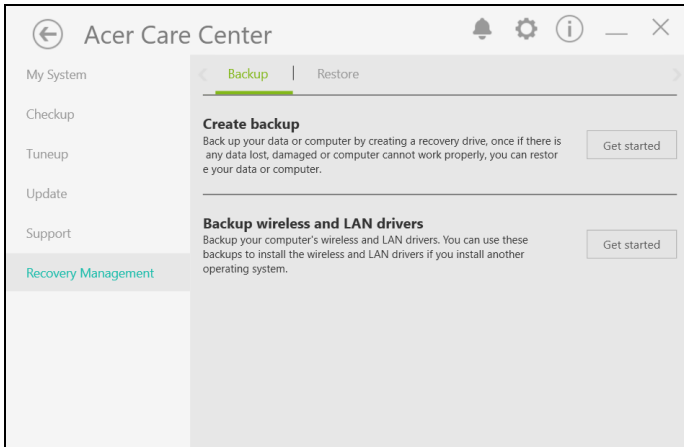 Acer Care Center
My System
Checkup
Tuneup
Update
Support
Recovery Management
Backup | Restore
Create backup
Back up your data or computer by creating a recovery drive, once if there is
any data lost, damaged or computer cannot work properly, you can restor
e your data or computer.
Get started
Backup wireless and LAN drivers
Backup your computer's wireless and LAN drivers. You can use these
backups to install the wireless and LAN drivers if you install another
operating system.
Get started